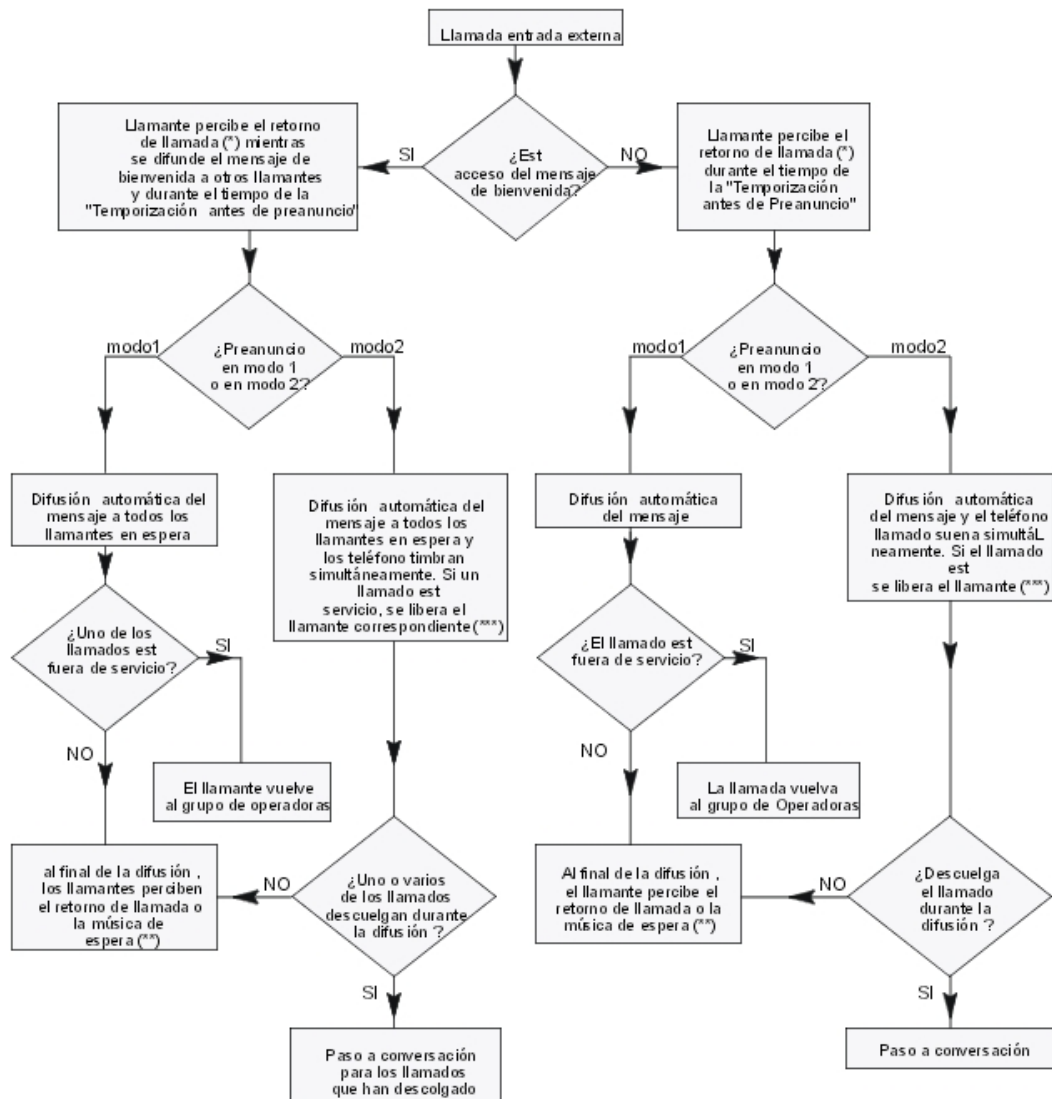 Llamada entrada externa
Llamante percibe el retorno
de llamada (*) mientras
se difunde el mensaje de
bienvenida a otros llamantes
y durante el tiempo de la
"Temporización antes de preanuncio"
SI
¿Est
acceso del mensaje
de bienvenida?
NO
Llamante percibe el
retorno de llamada (*)
durante el tiempo de
la "Temporización
antes de Preanuncio"
modo1
¿Preanuncio
en modo 1
o en modo 2?
modo2
modo1
¿Preanuncio
en modo 1
o en modo 2?
modo2
Difusión automática del
mensaje a todos los
llamantes en espera
Difusión automática del
mensaje a todos los
llamantes en espera y
los teléfono timbran
simultáneamente. Si un
llamado est
servicio, se libera el
llamante correspondiente (***)
Difusión automática
del mensaje
Difusión automática
del mensaje y el teléfono
llamado suena simultáL
neamente. Si el llamado
est
se libera el llamante (***)
¿Uno de los
llamados est
fuera de servicio?
SI
NO
El llamante vuelve
al grupo de operadoras
¿El llamado est
fuera de servicio?
SI
NO
La llamada vuelva
al grupo de Operadoras
al final de la difusión ,
los llamantes perciben
el retorno de llamada o
la música de
espera (**)
NO
¿Uno o varios
de los llamados
descuelgan durante
la difusión ?
SI
Al final de la difusión ,
el llamante percibe el
retorno de llamada o la
música de espera (**)
NO
¿Descuelga
el llamado
durante la
difusión ?
SI
Paso a conversación
para los llamados
que han descolgado
Paso a conversación